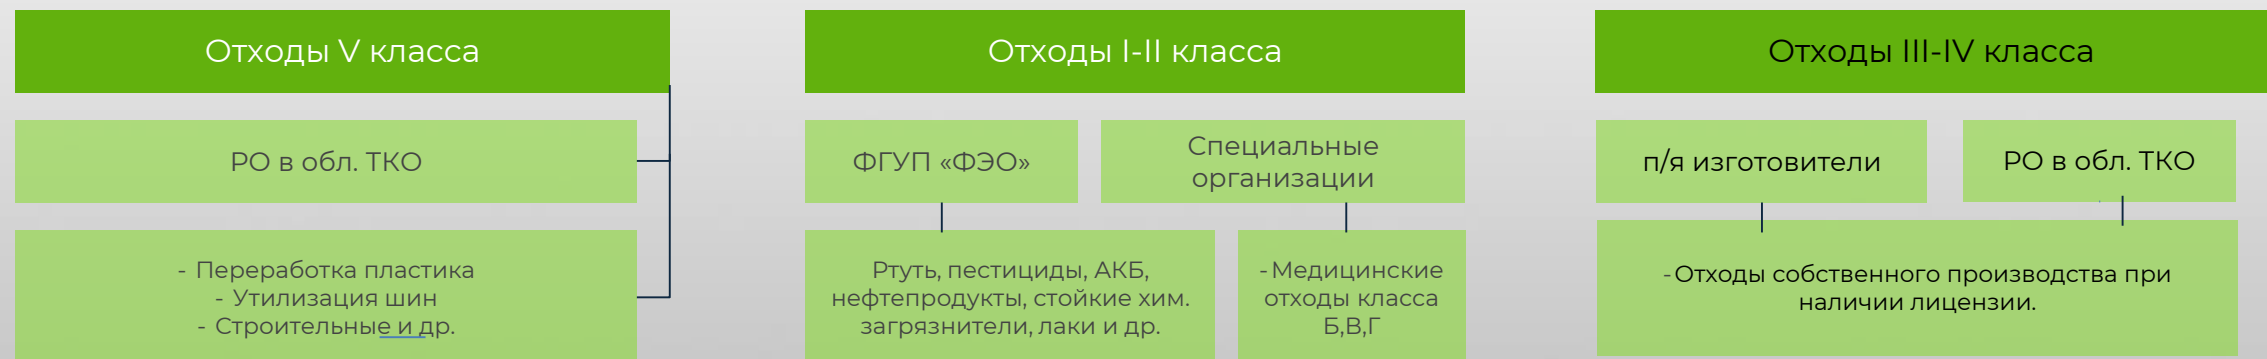 Отходы V класса
РО в обл. ТКО
- Переработка пластика
- Утилизация шин
- Строительные и др.
Отходы I-II класса
ФГУП «ФЭО»
Специальные
организации
Ртуть, пестициды, АКБ,
нефтепродукты, стойкие хим.
загрязнители, лаки и др.
- Медицинские
отходы класса
Б,В,Г
Отходы III-IV класса
п/я изготовители
РО в обл. ТКО
- Отходы собственного производства при
наличии лицензии.